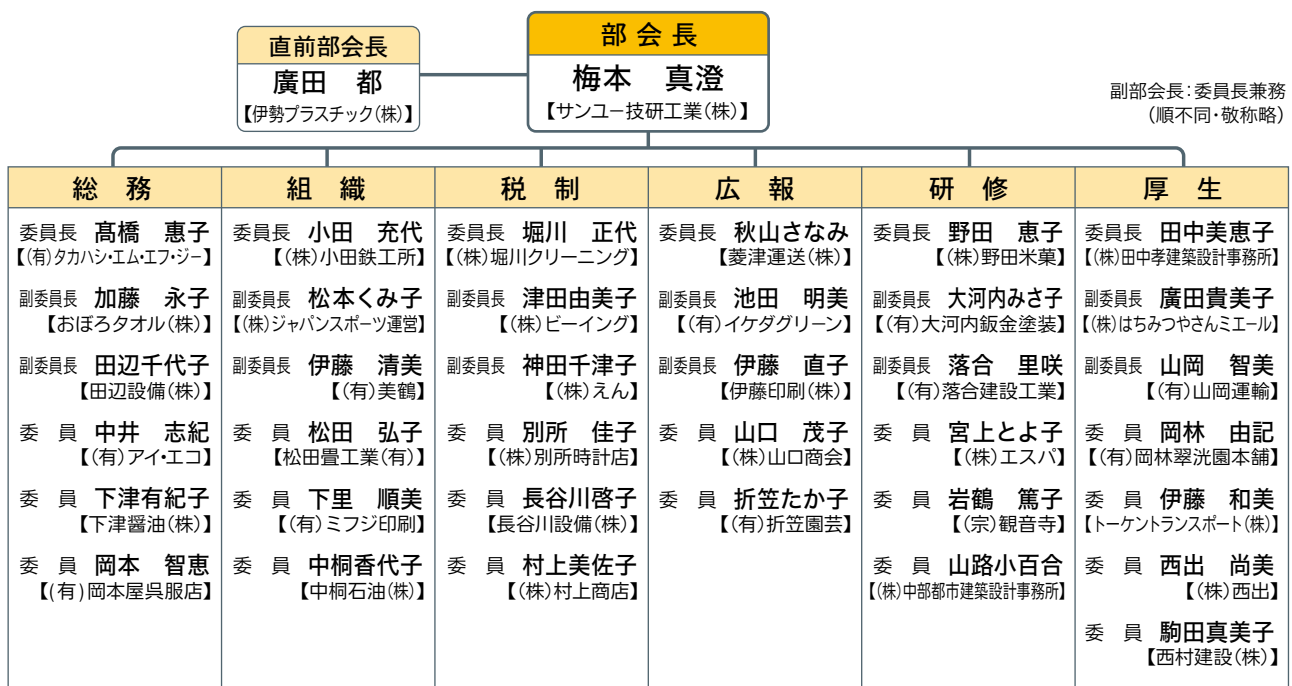 直前部会長
廣田 都
【伊勢プラスチック(株)】
部会長
梅本 真澄
【サンユー技研工業(株)】
副部会長:委員長兼務
(順不同・敬称略)
総務
委員長 髙橋 惠子
【(有)タカハシ・エム・エフ・ジー】
副委員長 加藤 永子
【おぼろタオル(株)】
副委員長 田辺千代子
【田辺設備(株)】
委員 中井 志紀
【(有)アイ・エコ】
委員 下津有紀子
【下津醤油(株)】
委員 岡本 智恵
【(有)岡本屋呉服店】
組織
委員長 小田 充代
【(株)小田鉄工所】
副委員長 松本くみ子
【(株)ジャパンスポーツ運営】
副委員長 伊藤 清美
【(有)美鶴】
委員 松田 弘子
【松田畳工業(有)】
委員 下里 順美
【(有)ミフジ印刷】
委員 中桐香代子
【中桐石油(株)】
税制
委員長 堀川 正代
【(株)堀川クリーニング】
副委員長 津田由美子
【(株)ビーイング】
副委員長 神田千津子
【(株)えん】
委員 別所 佳子
【(株)別所時計店】
委員 長谷川啓子
【長谷川設備(株)】
委員 村上美佐子
【(株)村上商店】
広報
委員長 秋山さなみ
【菱津運送(株)】
副委員長 池田 明美
【(有)イケダグリーン】
副委員長 伊藤 直子
【伊藤印刷(株)】
委員 山口 茂子
【(株)山口商会】
委員 折笠たか子
【(有)折笠園芸】
研修
委員長 野田 恵子
【(株)野田米菓】
副委員長 大河内みさ子
【(有)大河内鈑金塗装】
副委員長 落合 里咲
【(有)落合建設工業】
委員 宮上とよ子
【(株)エスパ】
委員 岩鶴 篤子
【(宗)観音寺】
委員 山路小百合
【(株)中部都市建築設計事務所】
厚生
委員長 田中美恵子
【(株)田中孝建築設計事務所】
副委員長 廣田貴美子
【(株)はちみつやさんミエール】
副委員長 山岡 智美
【(有)山岡運輸】
委員 岡林 由記
【(有)岡林翠洸園本舗】
委員 伊藤 和美
【トーケントランスポート(株)】
委員 西出 尚美
【(株)西出】
委員 駒田真美子
【西村建設(株)】